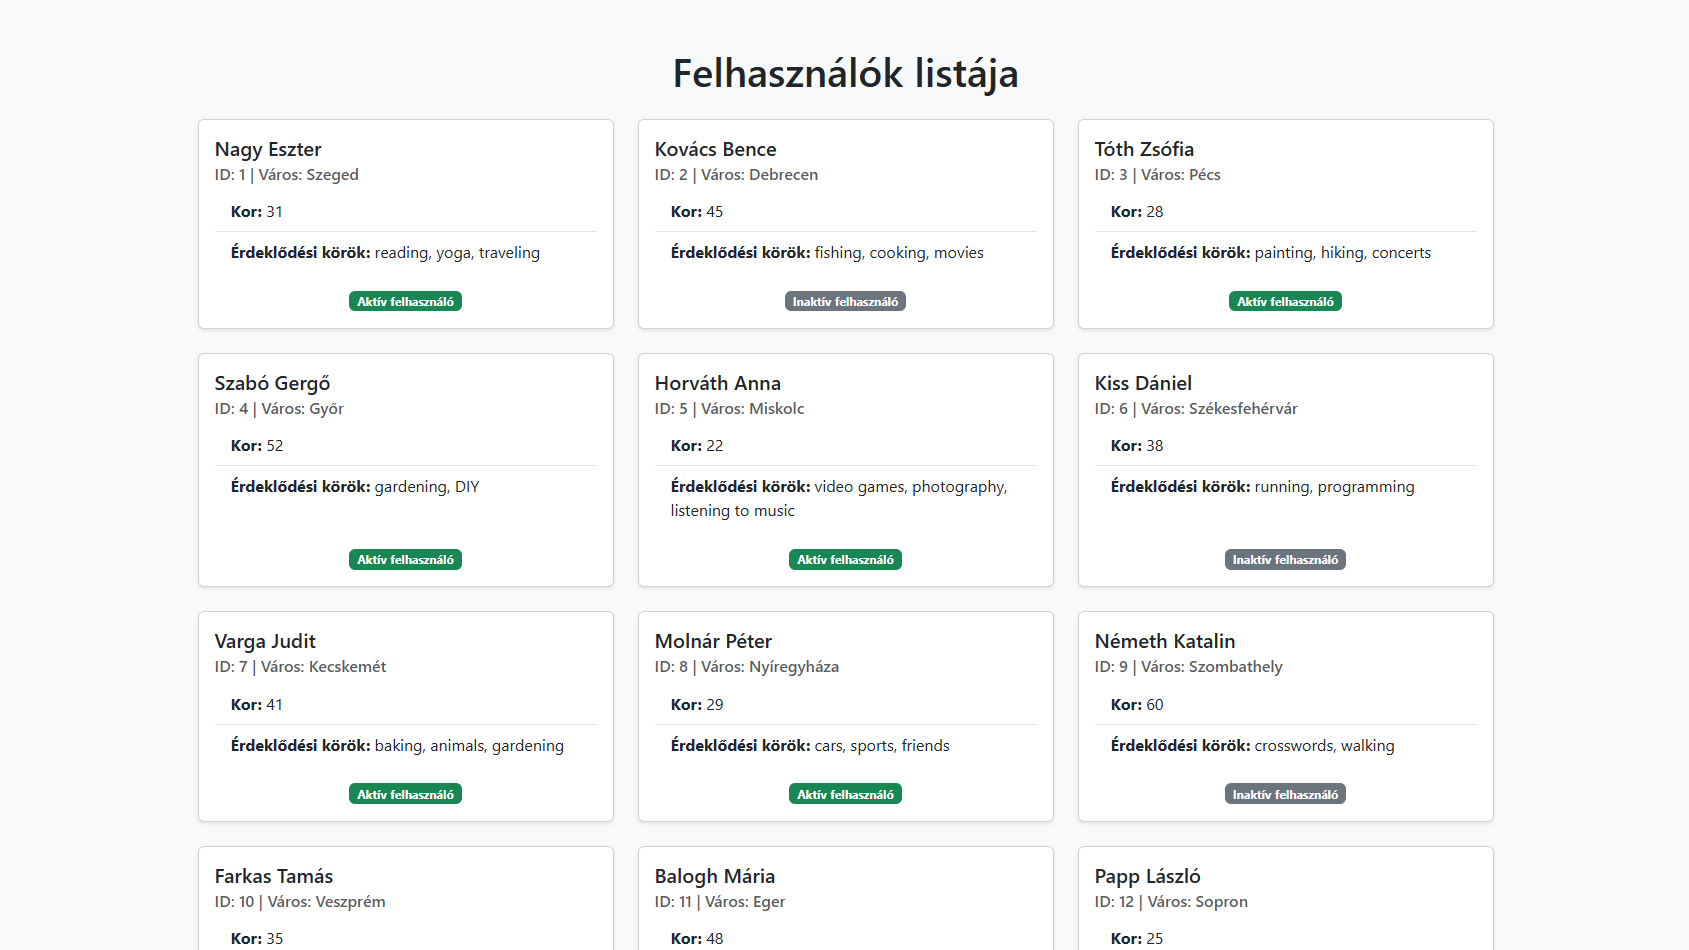 Felhasználók listája
Nagy Eszter
ID: 1 | Város: Szeged
Kor: 31
Érdeklődési körök: reading, yoga, traveling
Aktív felhasználó
Kovács Bence
ID: 2 | Város: Debrecen
Kor: 45
Érdeklődési körök: fishing, cooking, movies
Inaktív felhasználó
Tóth Zsófia
ID: 3 | Város: Pécs
Kor: 28
Érdeklődési körök: painting, hiking, concerts
Aktív felhasználó
Szabó Gergő
ID: 4 | Város: Győr
Kor: 52
Érdeklődési körök: gardening, DIY
Aktív felhasználó
Horváth Anna
ID: 5 | Város: Miskolc
Kor: 22
Érdeklődési körök: video games, photography,
listening to music
Aktív felhasználó
Kiss Dániel
ID: 6 | Város: Székesfehérvár
Kor: 38
Érdeklődési körök: running, programming
Inaktív felhasználó
Varga Judit
ID: 7 | Város: Kecskemét
Kor: 41
Érdeklődési körök: baking, animals, gardening
Aktív felhasználó
Molnár Péter
ID: 8 | Város: Nyíregyháza
Kor: 29
Érdeklődési körök: cars, sports, friends
Aktív felhasználó
Németh Katalin
ID: 9 | Város: Szombathely
Kor: 60
Érdeklődési körök: crosswords, walking
Inaktív felhasználó
Farkas Tamás
ID: 10 | Város: Veszprém
Kor: 35
Balogh Mária
ID: 11 | Város: Eger
Kor: 48
Papp László
ID: 12 | Város: Sopron
Kor: 25